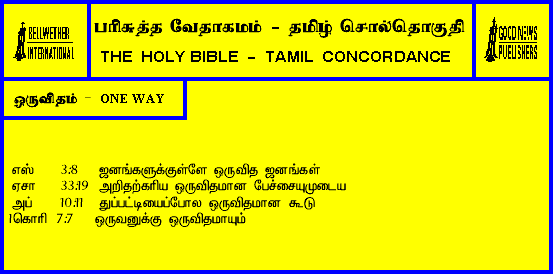 BELLWETHER
INTERNATIONAL
பரிசுத்த வேதாகமம் - தமிழ் சொல்தொகுதி
THE HOLY BIBLE - TAMIL CONCORDANCE
GOOD NEWS
PUBLISHERS
ஒருவிதம் - ONE WAY
எஸ் 3:8 ஜனங்களுக்குள்ளே ஒருவித ஜனங்கள்
ஏசா 33:19 அறிதற்கரிய ஒருவிதமான பேச்சையுமுடைய
அப் 10:11 துப்பட்டியைப்போல ஒருவிதமான கூடு
1கொரி 7:7 ஒருவனுக்கு ஒருவிதமாயும்